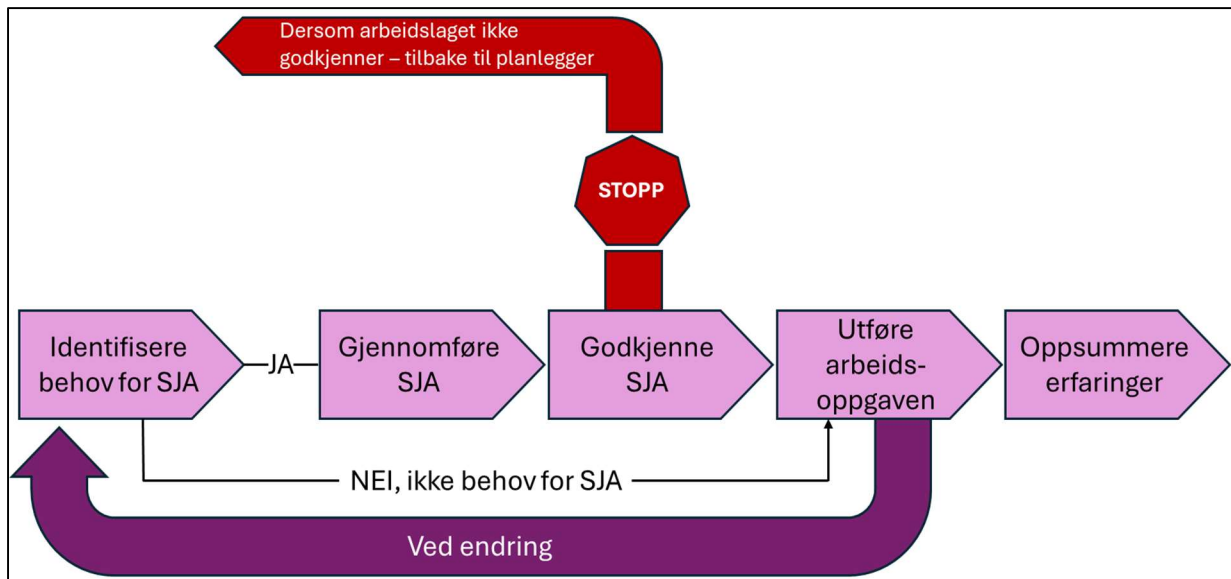 Dersom arbeidslaget ikke
godkjenner – tilbake til planlegger
STOPP
Identifisere
behov for SJA
JA
Gjennomføre
SJA
Godkjenne
SJA
Utføre
arbeids-
oppgaven
Oppsummere
erfaringer
NEI, ikke behov for SJA
Ved endring